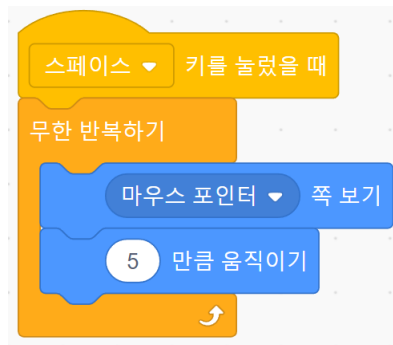 스페이스 키를 눌렀을 때
무한 반복하기
마우스 포인터 쪽 보기
5 만큼 움직이기